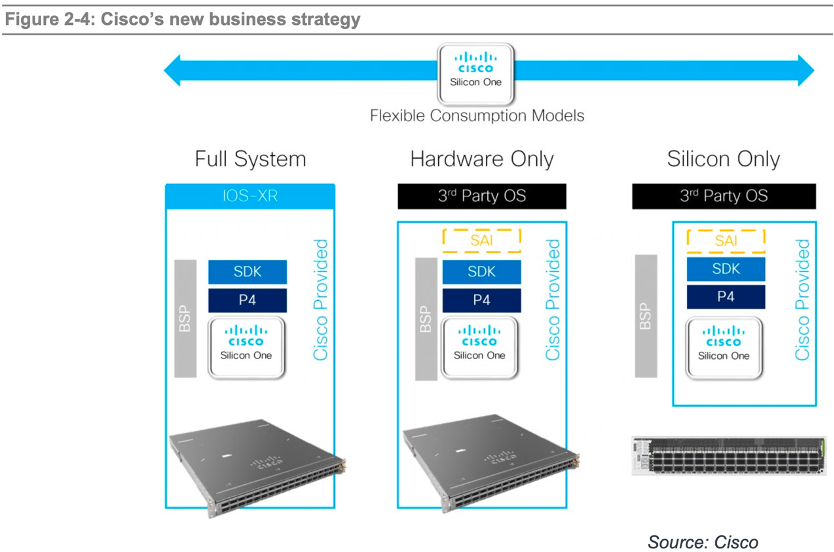 Figure 2-4: Cisco's new business strategy
CISCO
Silicon One
Flexible Consumption Models
Full System
Hardware Only
Silicon Only
IOS-XR
3rd Party OS
3rd Party OS
SAI
SAI
SDK
SDK
SDK
P4
P4
P4
BSP
BSP
BSP
CISCO
Silicon One
CISCO
Silicon One
CISCO
Silicon One
Cisco Provided
Cisco Provided
Cisco Provided
CISCO
CISCO
Source: Cisco